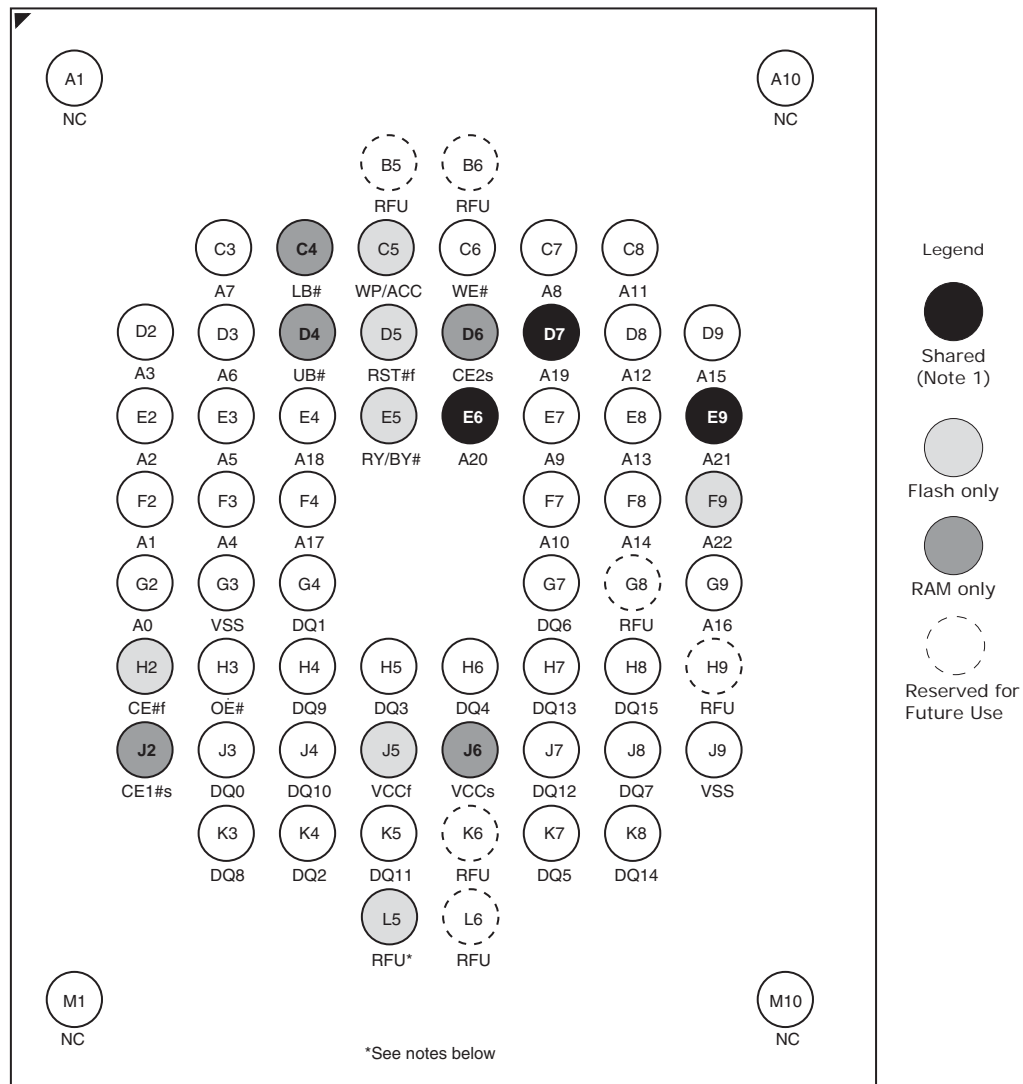 A1 A10
NC NC
B5 B6
RFU RFU
C3 C4 C5 C6 C7 C8
A7 LB# WP/ACC WE# A8 A11
D2 D3 D4 D5 D6 D7 D8 D9
A3 A6 UB# RST#f CE2s A19 A12 A15
E2 E3 E4 E5 E6 E7 E8 E9
A2 A5 A18 RY/BY# A20 A9 A13 A21
F2 F3 F4 F7 F8 F9
A1 A4 A17 A10 A14 A22
G2 G3 G4 G7 G8 G9
A0 VSS DQ1 DQ6 RFU A16
H2 H3 H4 H5 H6 H7 H8 H9
CE#f OE# DQ9 DQ3 DQ4 DQ13 DQ15 RFU
J2 J3 J4 J5 J6 J7 J8 J9
CE1#s DQ0 DQ10 VCCf VCCs DQ12 DQ7 VSS
K3 K4 K5 K6 K7 K8
DQ8 DQ2 DQ11 RFU DQ5 DQ14
L5 L6
RFU* RFU
M1 M10
NC NC
*See notes below
Legend
Shared
(Note 1)
Flash only
RAM only
Reserved for
Future Use